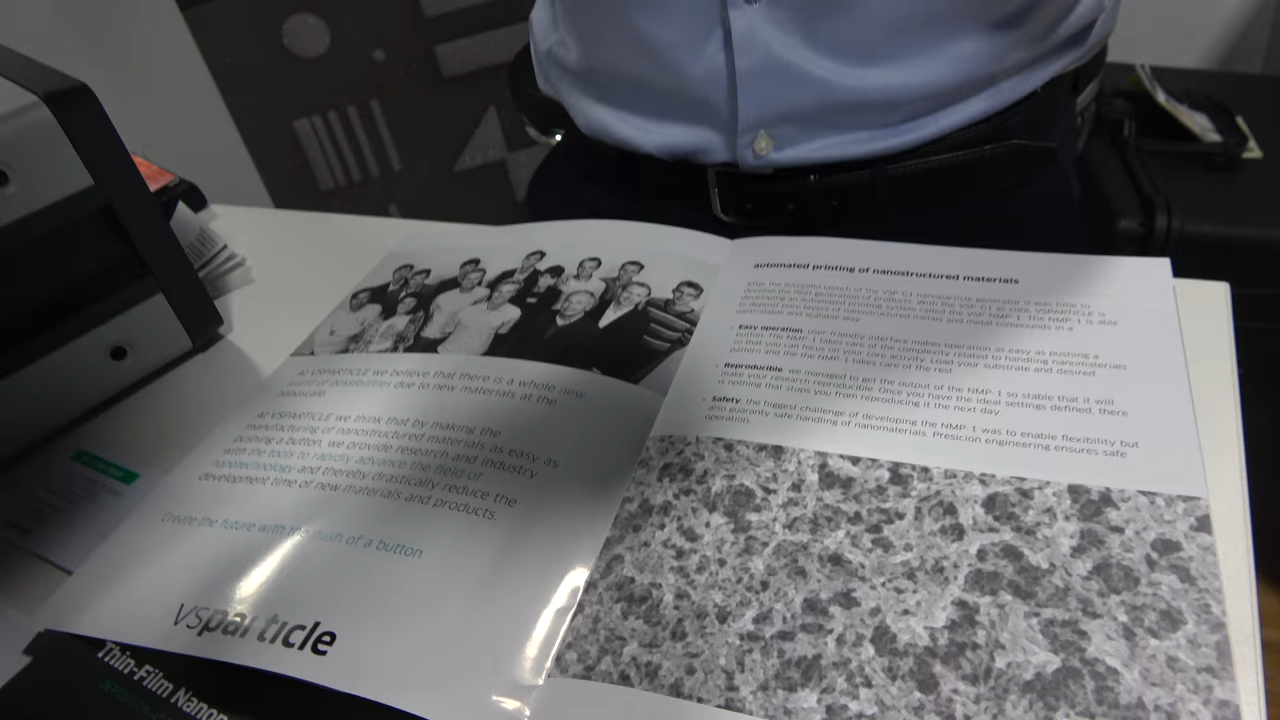 At VSPARTICLE we believe that there is a whole new
world of possibilities due to new materials at the
nanoscale.
At VSPARTICLE we think that by making the
manufacturing of nanostructured materials as easy as
pushing a button, we provide research and industry
with the tools to rapidly advance the field of
nanotechnology and thereby drastically reduce the
development time of new materials and products.
Create the future with the push of a button
vsparticle
Thin-Film Nanop
automated printing of nanostructured materials
After the successful launch of the VSP-G1 nanoparticle generator it was time to
develop the next generation of products. With the VSP-G1 as core, VSPARTICLE is
developing an automated printing system called the VSP NMP-1. The NMP-1 is able
to deposit pure layers of nanostructured metals and metal compounds in a
controllable and scalable way.
Easy operation: user-friendly interface makes operation as easy as pushing a
button. The NMP-1 takes care of the complexity related to handling nanomaterials
so that you can focus on your core activity. Load your substrate and desired
pattern and the the NMP-1 takes care of the rest.
Reproducible: we managed to get the output of the NMP-1 so stable that it will
make your research reproducible. Once you have the ideal settings defined, there
is nothing that stops you from reproducing it the next day.
Safety: the biggest challenge of developing the NMP-1 was to enable flexibility but
also guaranty safe handling of nanomaterials. Presicion engineering ensures safe
operation.